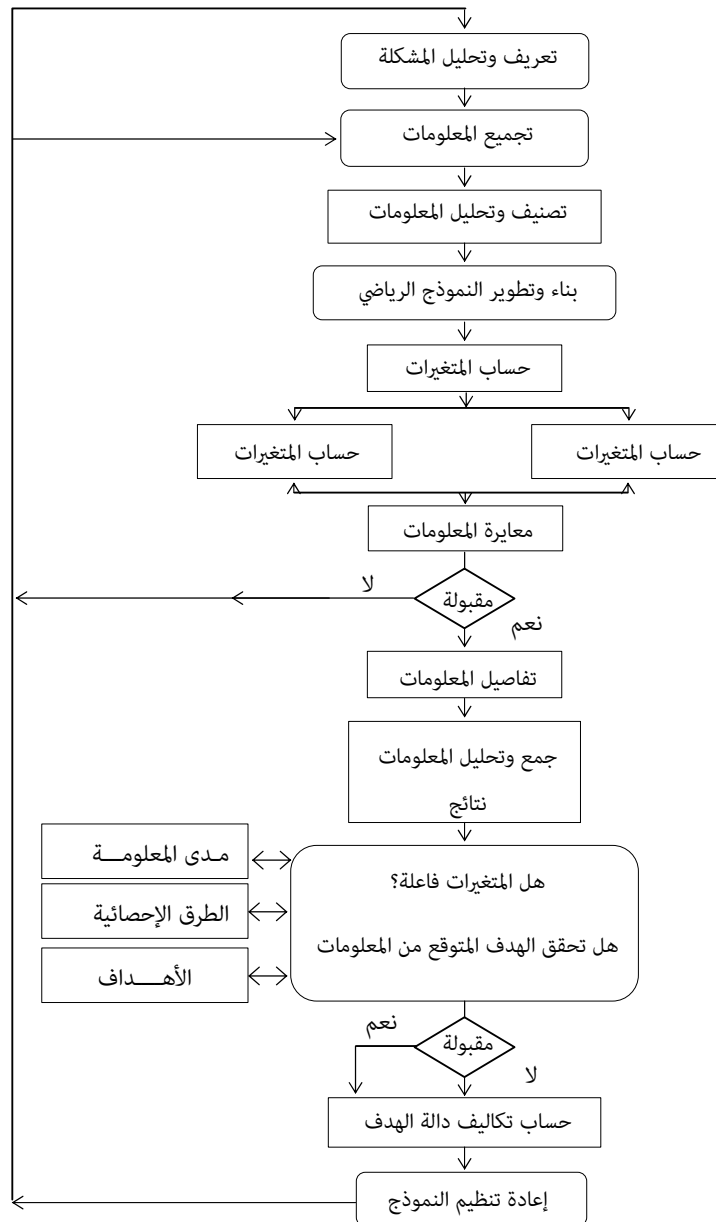 تعريف وتحليل المشكلة
تجميع المعلومات
تصنيف وتحليل المعلومات
بناء وتطوير النموذج الرياضي
حساب المتغيرات
حساب المتغيرات
حساب المتغيرات
معايرة المعلومات
مقبولة
لا
نعم
تفاصيل المعلومات
جمع وتحليل المعلومات
نتائج
هل المتغيرات فاعلة؟
هل تحقق الهدف المتوقع من المعلومات
مـدى المعلومـــة
الطرق الإحصائية
الأهـــــداف
نعم
مقبولة
لا
حساب تكاليف دالة الهدف
إعادة تنظيم النموذج